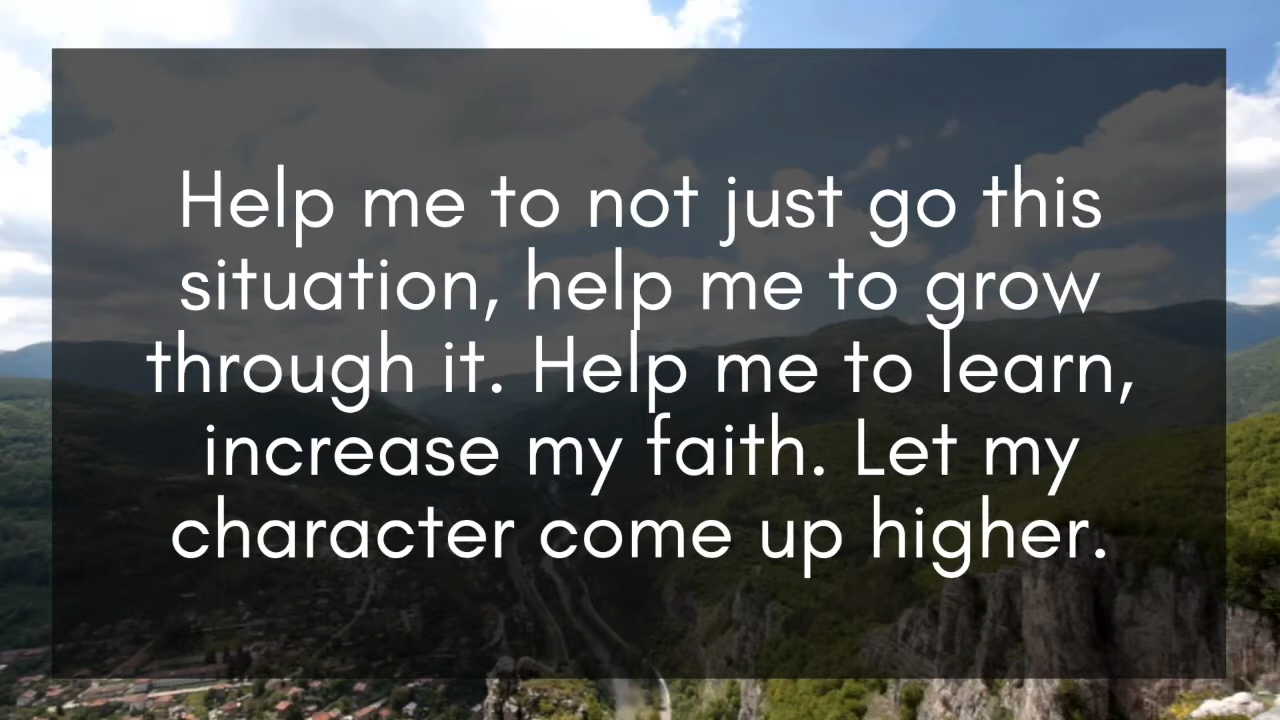 Help me to not just go this
situation, help me to grow
through it. Help me to learn,
increase my faith. Let my
character come up higher.